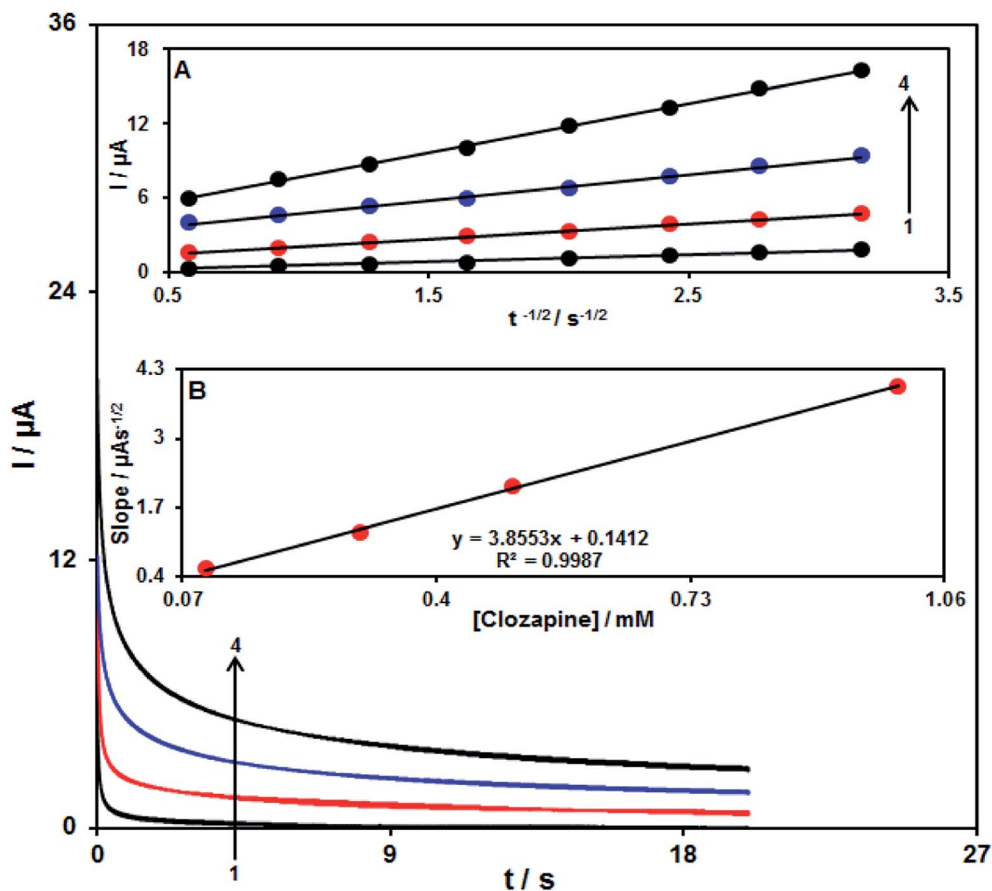 36
18
A
4
12
I / µA
6
1
0
0.5
1.5
2.5
3.5
t -1/2 / s-1/2
24
4.3
B
3
Slope / µAs-1/2
1.7
y = 3.8553x + 0.1412
R² = 0.9987
0.4
0.07
0.4
0.73
1.06
[Clozapine] / mM
I / µA
12
4
0
1
0
9
18
27
t / s